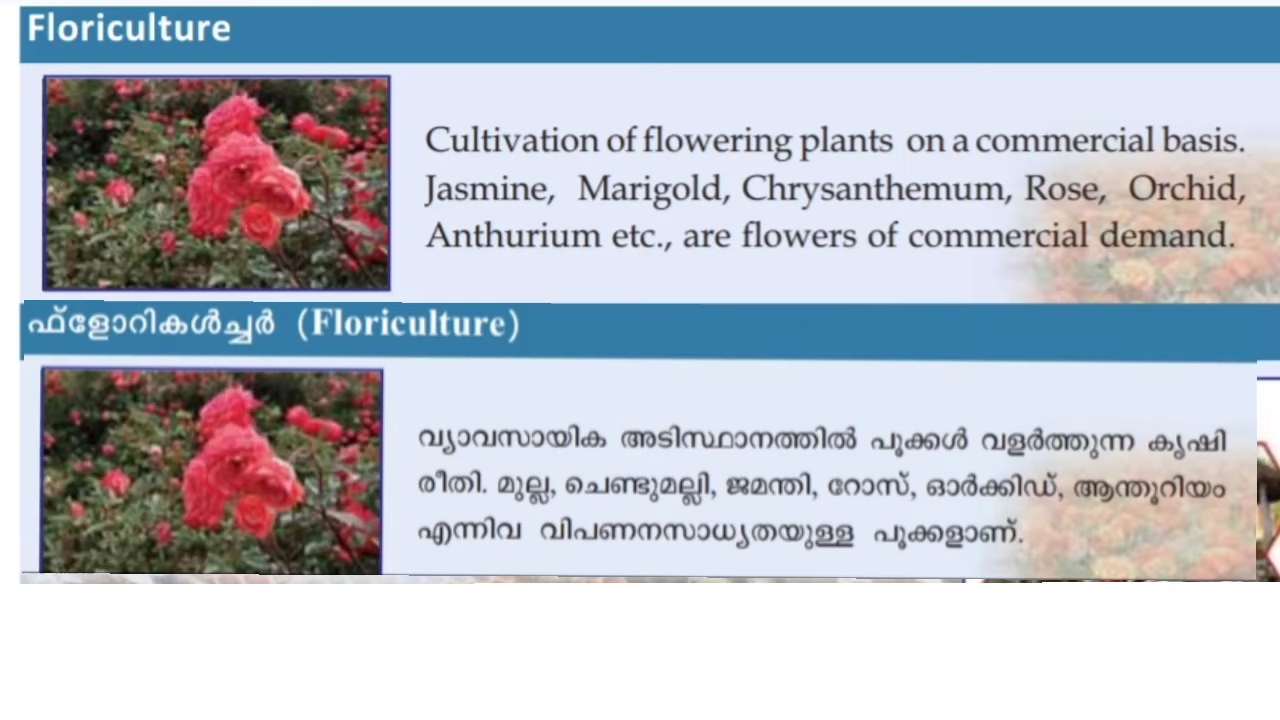 Floriculture
Cultivation of flowering plants on a commercial basis.
Jasmine, Marigold, Chrysanthemum, Rose, Orchid,
Anthurium etc., are flowers of commercial demand.
ഫ്ളോറികൾച്ചർ (Floriculture)
വ്യാവസായിക അടിസ്ഥാനത്തിൽ പൂക്കൾ വളർത്തുന്ന കൃഷി
രീതി. മുല്ല, ചെണ്ടുമല്ലി, ജമന്തി, റോസ്, ഓർക്കിഡ്, ആന്തൂറിയം
എന്നിവ വിപണനസാധ്യതയുള്ള പൂക്കളാണ്.